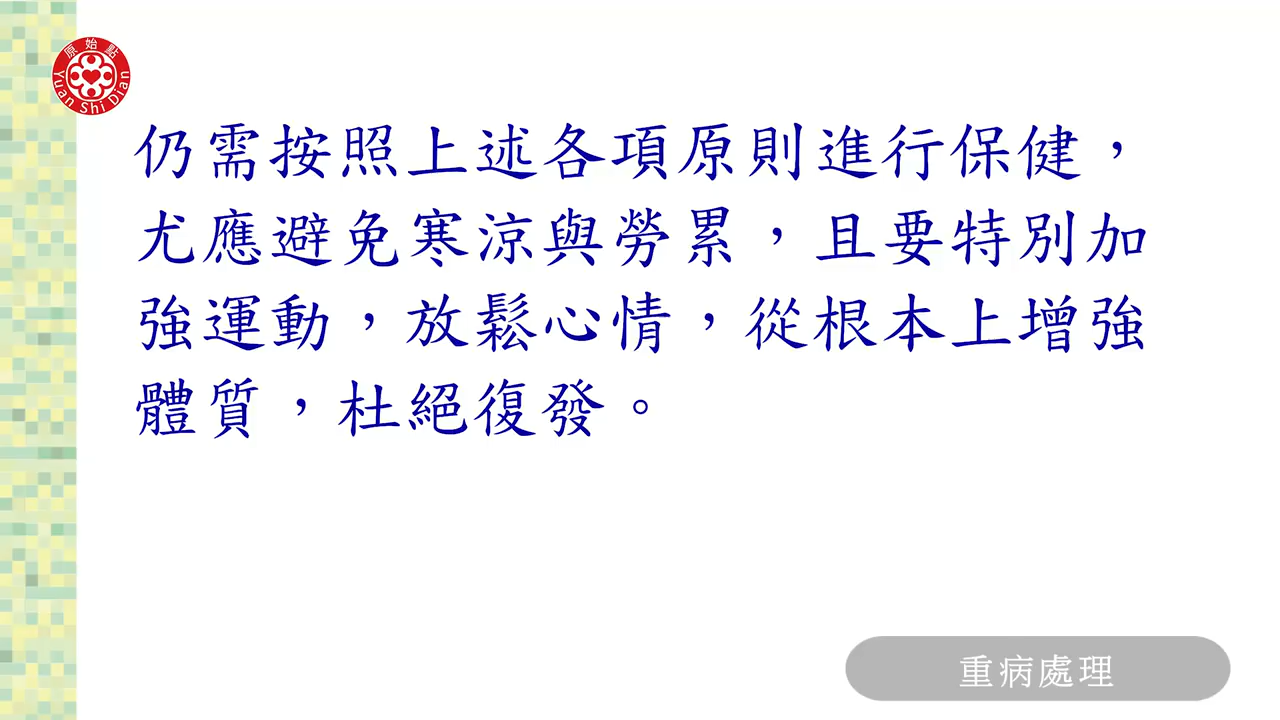 原始點
Yuan Shi Dian
仍需按照上述各項原則進行保健，
尤應避免寒涼與勞累，且要特別加
強運動，放鬆心情，從根本上增強
體質，杜絕復發。
重病處理